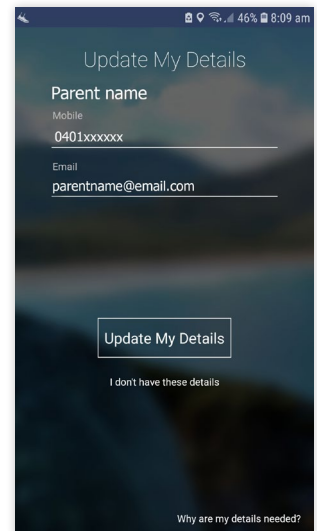 46% 8:09 am
Update My Details
Parent name
Mobile
0401xxxxxx
Email
parentname@email.com
Update My Details
I don't have these details
Why are my details needed?